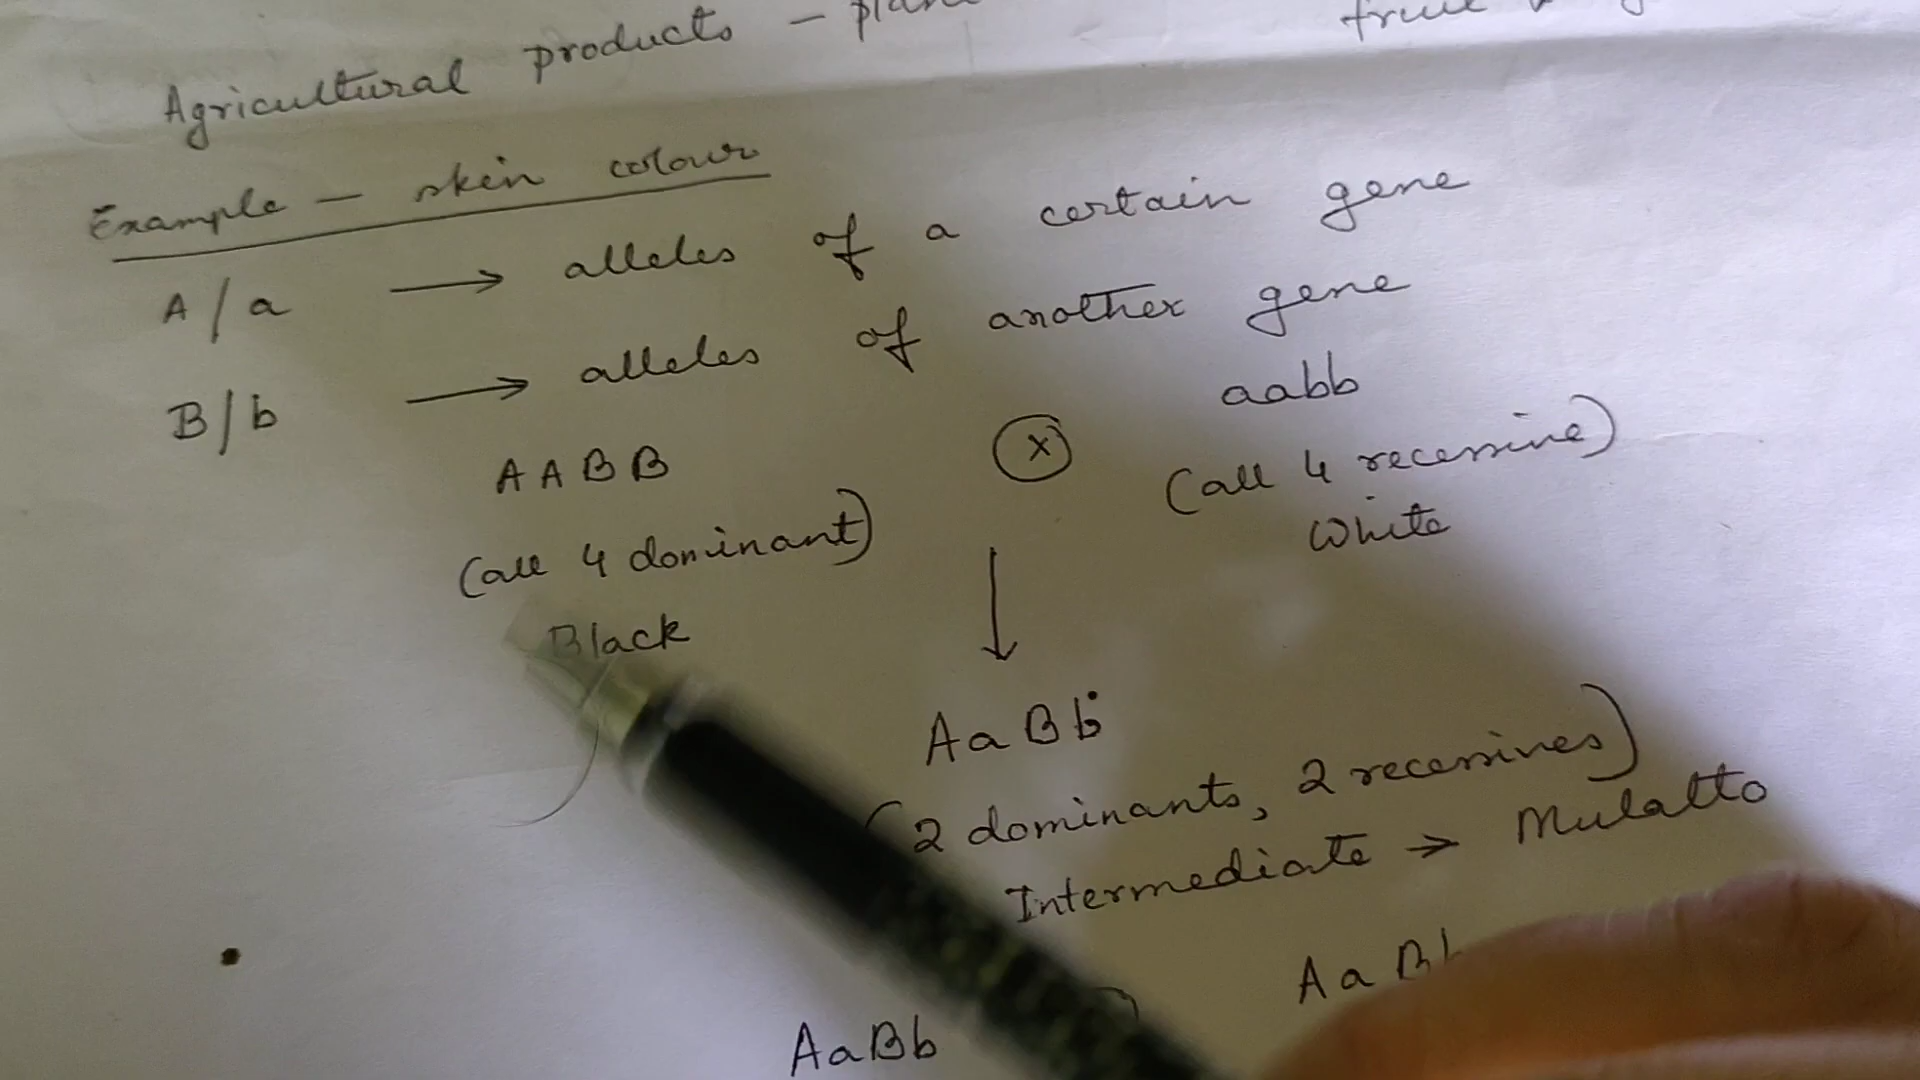 Agricultural products –
Example – skin colour
A/a → alleles of a certain gene
B/b → alleles of another gene
AABB ⓧ aabb
(all 4 dominant) (all 4 recessive)
Black White
↓
AaBb
(2 dominants, 2 recessives)
Intermediate → Mulatto
AaBb AaBb